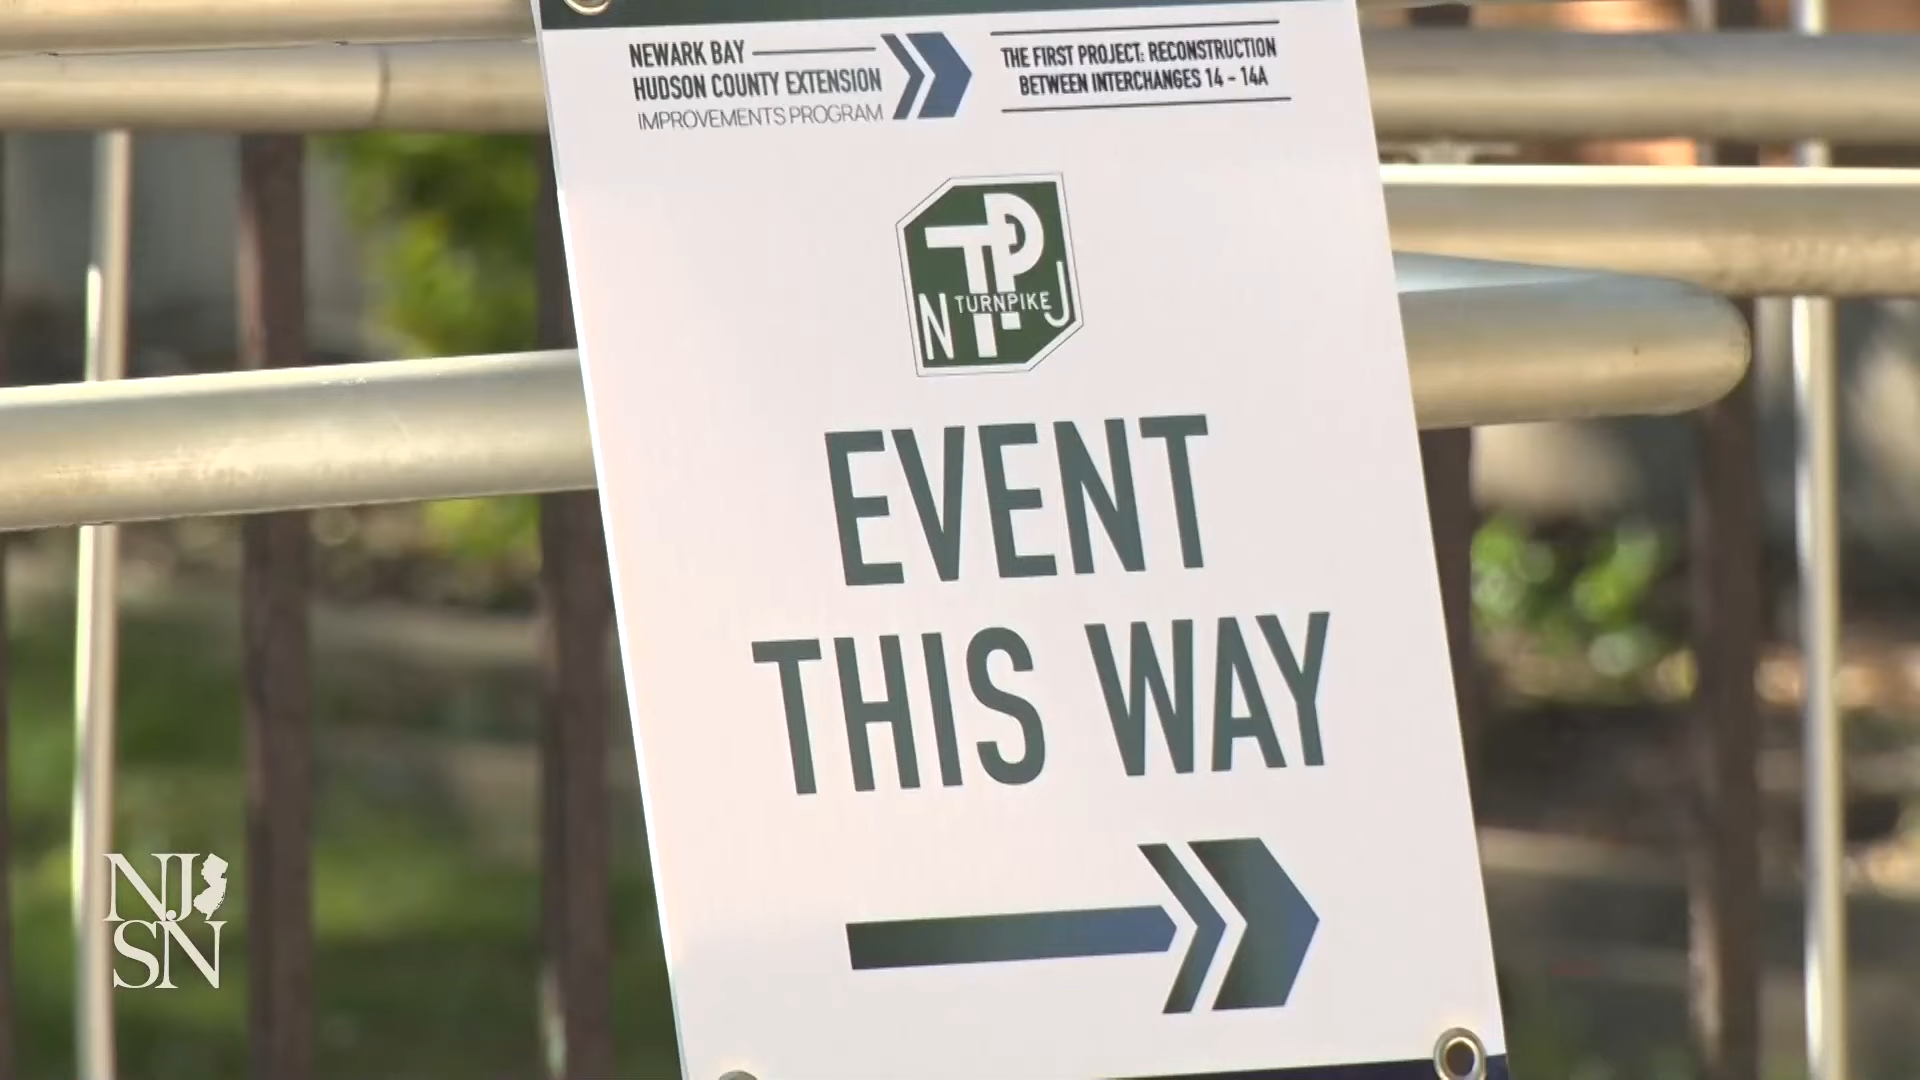 NEWARK BAY
HUDSON COUNTY EXTENSION
IMPROVEMENTS PROGRAM
THE FIRST PROJECT: RECONSTRUCTION
BETWEEN INTERCHANGES 14 - 14A
TP
N TURNPIKE J
EVENT
THIS WAY
NJ
SN